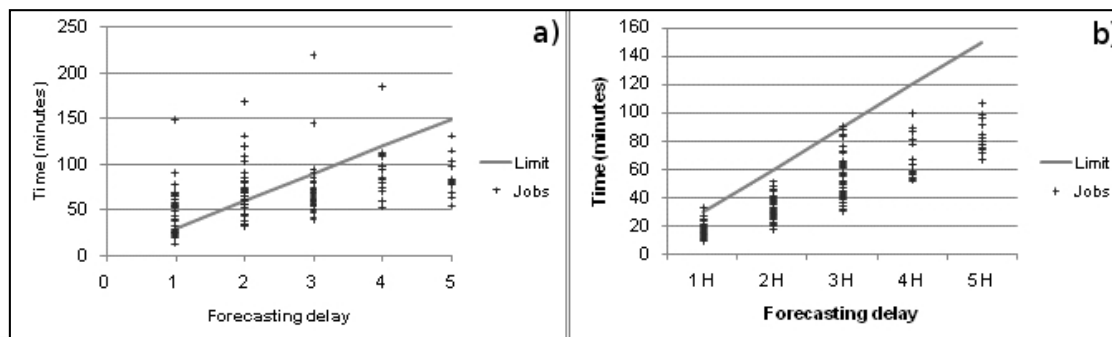 a)
250
200
150
100
50
0
Time (minutes)
0 1 2 3 4 5
Forecasting delay
Limit
Jobs
b)
160
140
120
100
80
60
40
20
0
Time (minutes)
1 H 2 H 3 H 4 H 5 H
Forecasting delay
Limit
Jobs